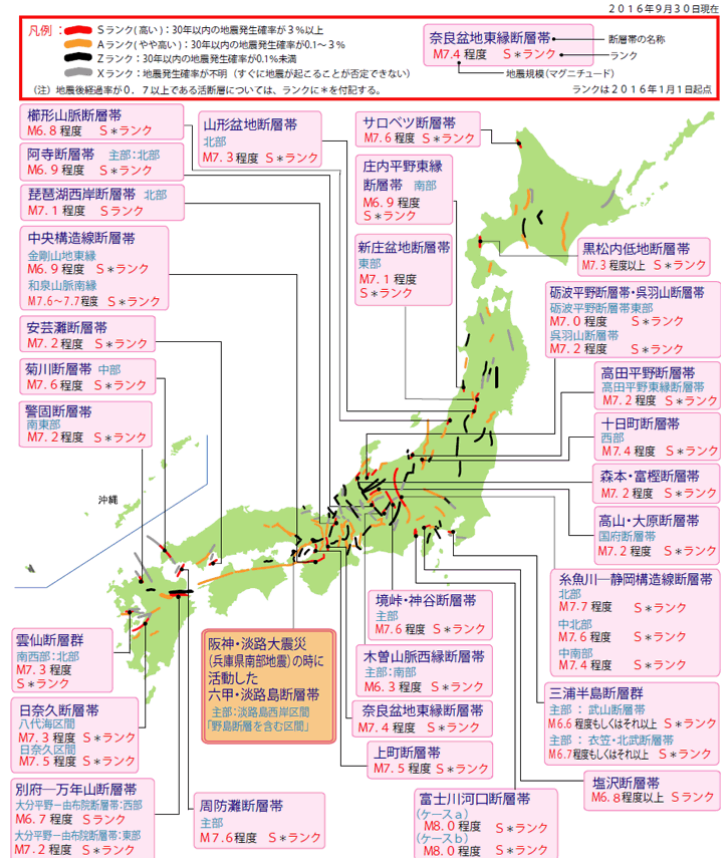 2016年9月30日現在
凡例：
Sランク(高い)：30年以内の地震発生確率が3%以上
Aランク(やや高い)：30年以内の地震発生確率が0.1～3%
Zランク：30年以内の地震発生確率が0.1%未満
Xランク：地震発生確率が不明（すぐに地震が起こることが否定できない）
（注）地震後経過率が０．７以上である活断層については、ランクに＊を付記する。
奈良盆地東縁断層帯
M7.4 程度 S＊ランク
断層帯の名称
ランク
地震規模(マグニチュード)
ランクは2016年1月1日起点
櫛形山脈断層帯
M6.8 程度 S＊ランク
阿寺断層帯 主部：北部
M6.9 程度 S＊ランク
琵琶湖西岸断層帯 北部
M7.1 程度 Sランク
中央構造線断層帯
金剛山地東縁
M6.9 程度 S＊ランク
和泉山脈南縁
M7.6～7.7程度 S＊ランク
安芸灘断層帯
M7.2 程度 S＊ランク
菊川断層帯 中部
M7.6 程度 S＊ランク
警固断層帯
南東部
M7.2 程度 S＊ランク
山形盆地断層帯
北部
M7.3 程度 S＊ランク
サロベツ断層帯
M7.6 程度 S＊ランク
庄内平野東縁
断層帯 南部
M6.9 程度
S＊ランク
新庄盆地断層帯
東部
M7.1 程度
S＊ランク
黒松内低地断層帯
M7.3 程度以上 S＊ランク
砺波平野断層帯・呉羽山断層帯
砺波平野断層帯東部
M7.0 程度 S＊ランク
呉羽山断層帯
M7.2 程度 S＊ランク
高田平野断層帯
高田平野東縁断層帯
M7.2 程度 S＊ランク
十日町断層帯
西部
M7.4 程度 S＊ランク
森本・富樫断層帯
M7.2 程度 S＊ランク
高山・大原断層帯
国府断層帯
M7.2 程度 S＊ランク
糸魚川―静岡構造線断層帯
北部
M7.7 程度 S＊ランク
中北部
M7.6 程度 S＊ランク
中南部
M7.4 程度 S＊ランク
沖縄
雲仙断層群
南西部：北部
M7.3 程度
S＊ランク
日奈久断層帯
八代海区間
M7.3 程度 S＊ランク
日奈久区間
M7.5 程度 S＊ランク
別府―万年山断層帯
大分平野―由布院断層帯：西部
M6.7 程度 Sランク
大分平野―由布院断層帯：東部
M7.2 程度 S＊ランク
阪神・淡路大震災
(兵庫県南部地震)の時に
活動した
六甲・淡路島断層帯
主部：淡路島西岸区間
「野島断層を含む区間」
周防灘断層帯
主部
M7.6程度 S＊ランク
境峠・神谷断層帯
主部
M7.6 程度 S＊ランク
木曽山脈西縁断層帯
主部：南部
M6.3 程度 S＊ランク
奈良盆地東縁断層帯
M7.4 程度 S＊ランク
上町断層帯
M7.5 程度 S＊ランク
富士川河口断層帯
(ケースa)
M8.0 程度 S＊ランク
(ケースb)
M8.0 程度 S＊ランク
三浦半島断層群
主部 ： 武山断層帯
M6.6程度もしくはそれ以上 S＊ランク
主部 ： 衣笠・北武断層帯
M6.7程度もしくはそれ以上 S＊ランク
塩沢断層帯
M6.8程度以上 S＊ランク